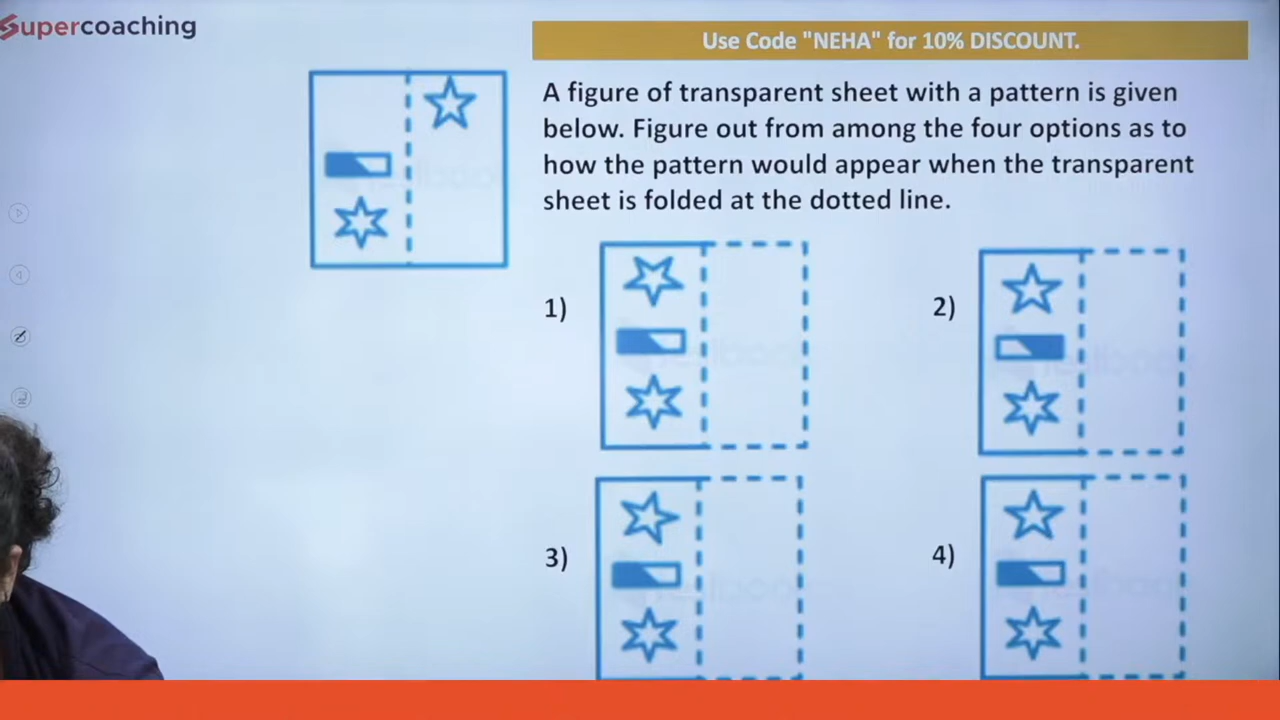 Supercoaching
Use Code "NEHA" for 10% DISCOUNT.
A figure of transparent sheet with a pattern is given
below. Figure out from among the four options as to
how the pattern would appear when the transparent
sheet is folded at the dotted line.
1)
2)
3)
4)